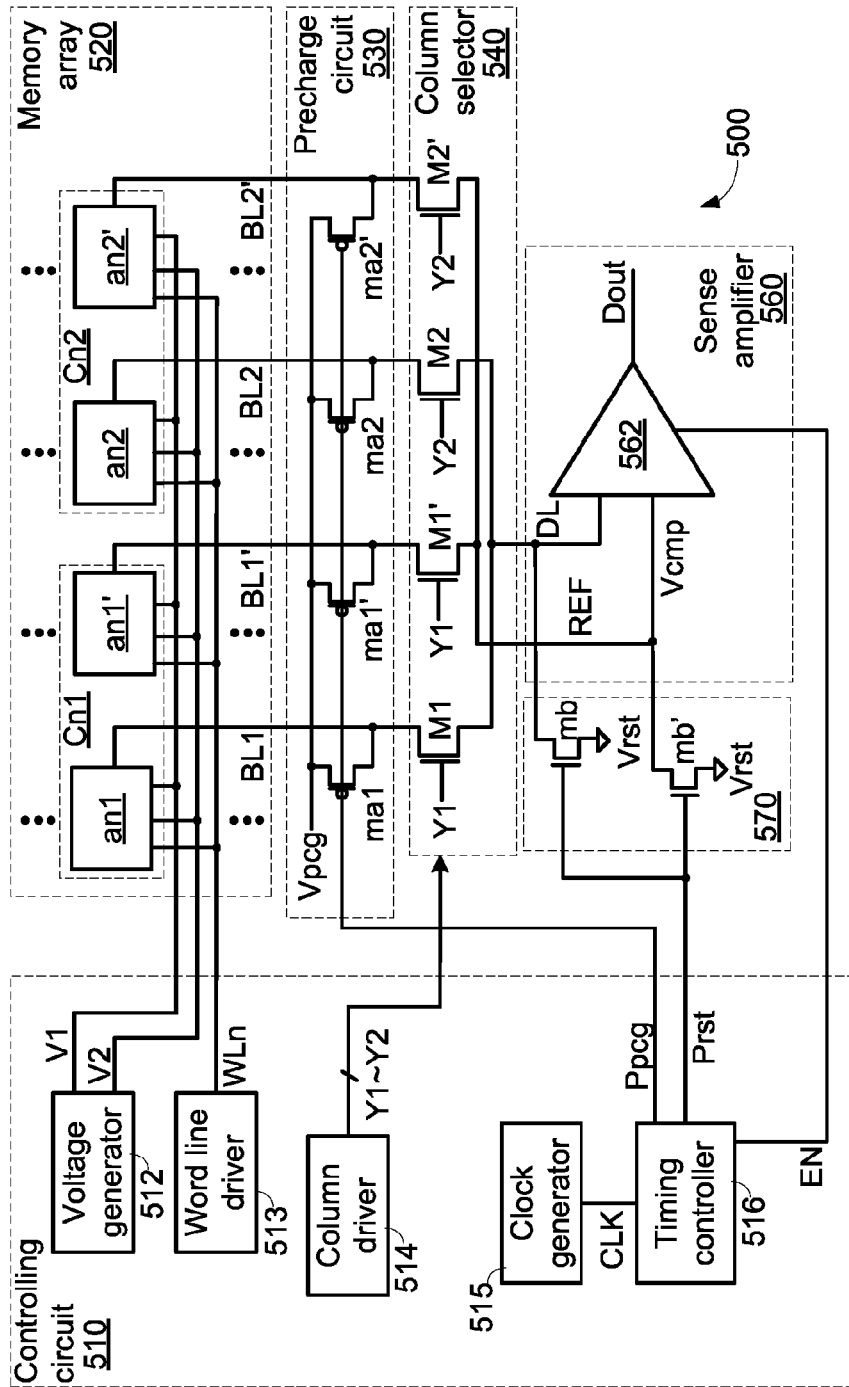 Controlling
circuit
510
Voltage
generator
512
V1
V2
Word line
driver
513
WLn
Column
driver
514
Y1~Y2
Clock
generator
515
CLK
Timing
controller
516
Ppcg
Prst
EN
Memory
array
520
Cn1
Cn2
an1
an1'
an2
an2'
BL1
BL1'
BL2
BL2'
Precharge
circuit
530
Vpcg
ma1
ma1'
ma2
ma2'
Column
selector
540
Y1
M1
Y1
M1'
Y2
M2
Y2
M2'
REF
DL
Vcmp
562
Dout
Sense
amplifier
560
mb
Vrst
mb'
Vrst
570
500